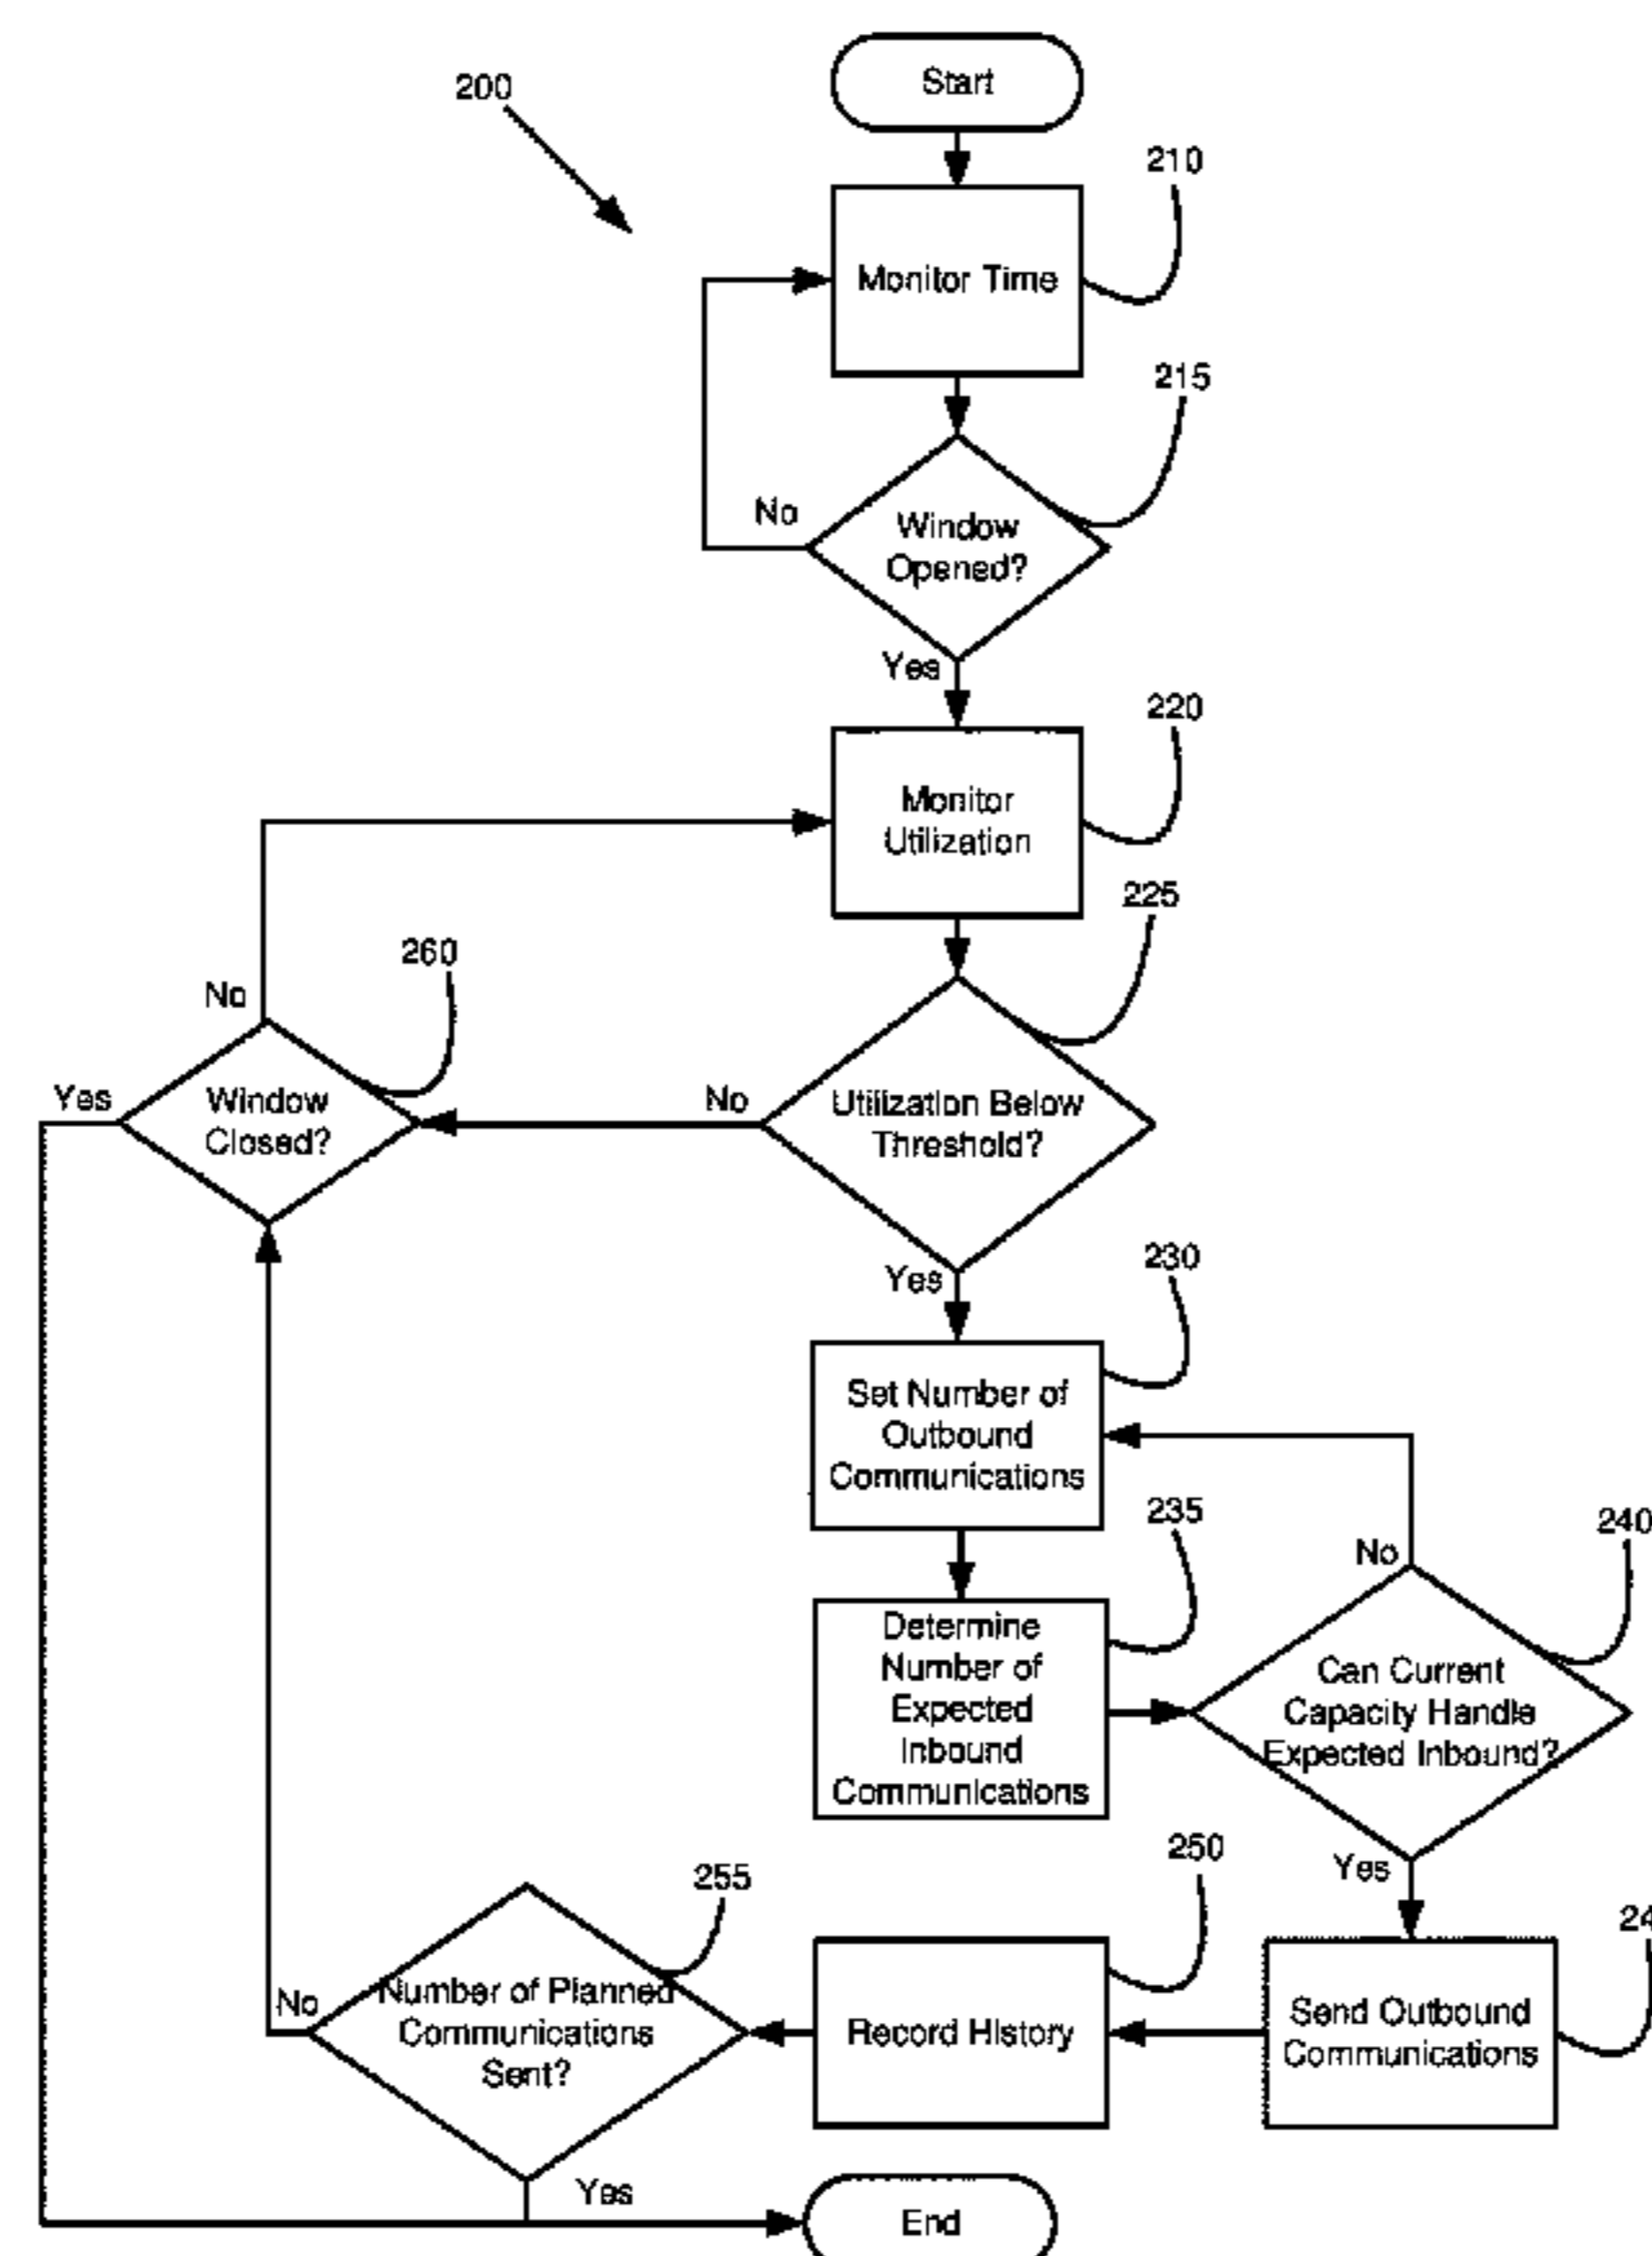 Start
200
210
Monitor Time
215
No
Window
Opened?
Yes
220
Monitor
Utilization
225
260
No
Yes
Window
Closed?
No
Utilization Below
Threshold?
Yes
230
Set Number of
Outbound
Communications
235
240
No
Determine
Number of
Expected
Inbound
Communications
Can Current
Capacity Handle
Expected Inbound?
Yes
250
255
24
Number of Planned
Communications
Sent?
No
Record History
Send Outbound
Communications
Yes
End